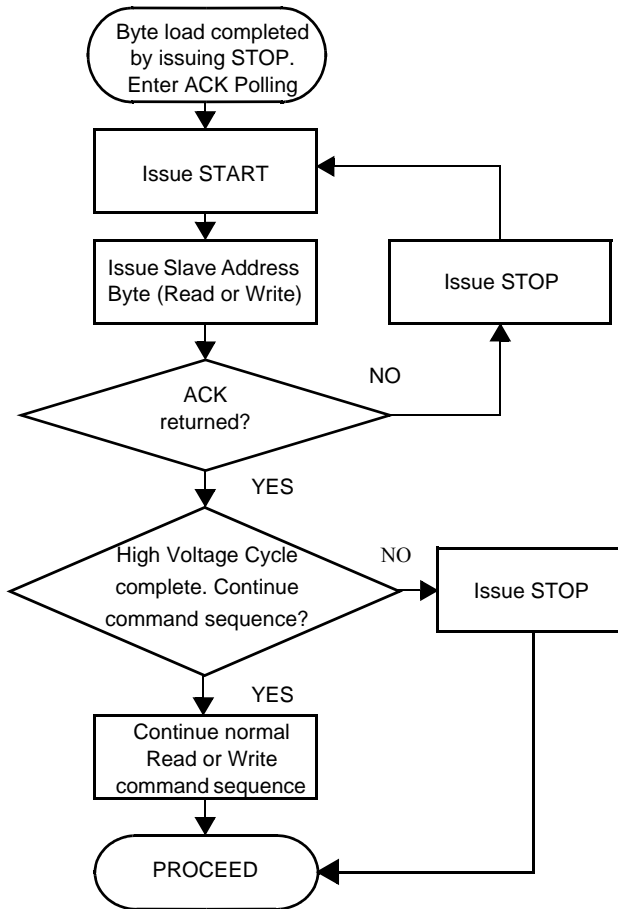 Byte load completed
by issuing STOP.
Enter ACK Polling
Issue START
Issue Slave Address
Byte (Read or Write)
Issue STOP
ACK
returned?
NO
YES
High Voltage Cycle
complete. Continue
command sequence?
NO
Issue STOP
YES
Continue normal
Read or Write
command sequence
PROCEED